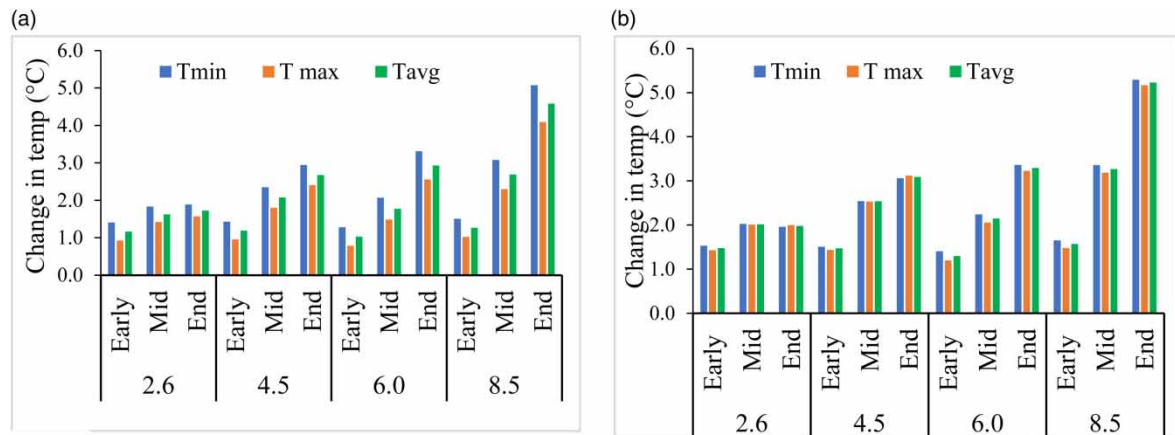 (a)
Change in temp (°C)
6.0
5.0
4.0
3.0
2.0
1.0
0.0
Tmin T max Tavg
Early Mid End Early Mid End Early Mid End Early Mid End
2.6 4.5 6.0 8.5
(b)
Change in temp (°C)
6.0
5.0
4.0
3.0
2.0
1.0
0.0
Tmin T max Tavg
Early Mid End Early Mid End Early Mid End Early Mid End
2.6 4.5 6.0 8.5